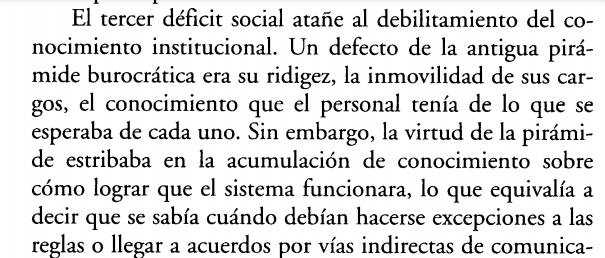 El tercer déficit social atañe al debilitamiento del co-
nocimiento institucional. Un defecto de la antigua pirá-
mide burocrática era su ridigez, la inmovilidad de sus car-
gos, el conocimiento que el personal tenía de lo que se
esperaba de cada uno. Sin embargo, la virtud de la pirámi-
de estribaba en la acumulación de conocimiento sobre
cómo lograr que el sistema funcionara, lo que equivalía a
decir que se sabía cuándo debían hacerse excepciones a las
reglas o llegar a acuerdos por vías indirectas de comunica-